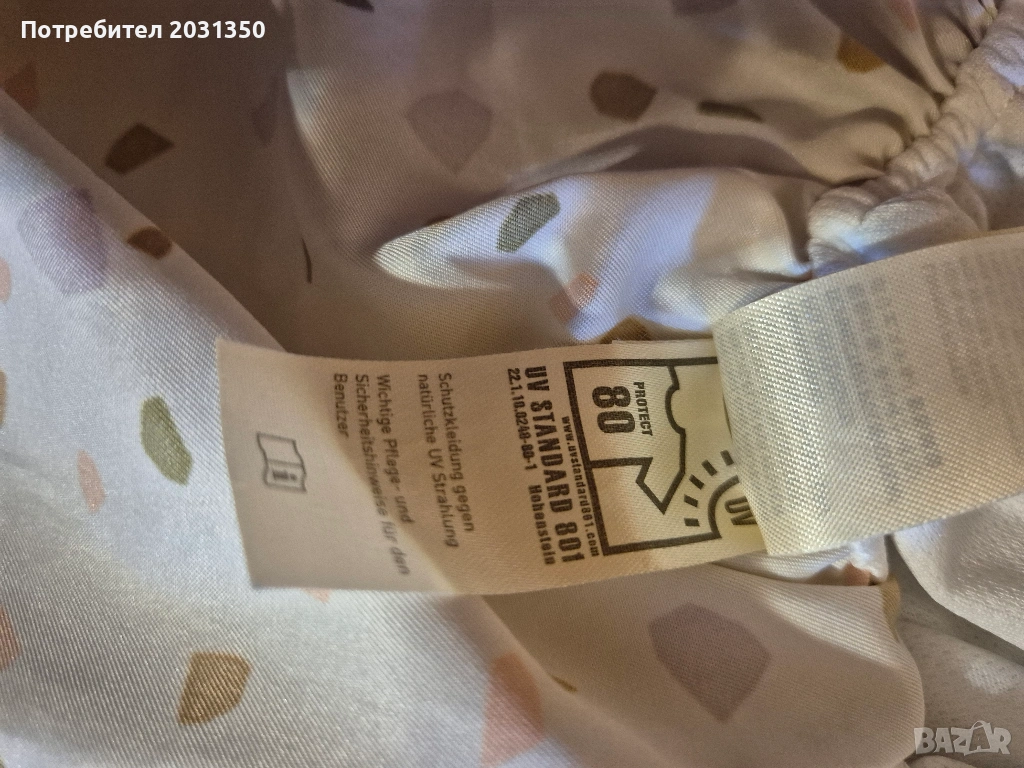 Потребител 2031350
UV
PROTECT
80
www.uvstandard801.com
UV STANDARD 801
22.1.10.0240-80-1 Hohenstein
Schutzkleidung gegen
natürliche UV Strahlung
Wichtige Pflege- und
Sicherheitshinweise für den
Benutzer
i
BAZAR